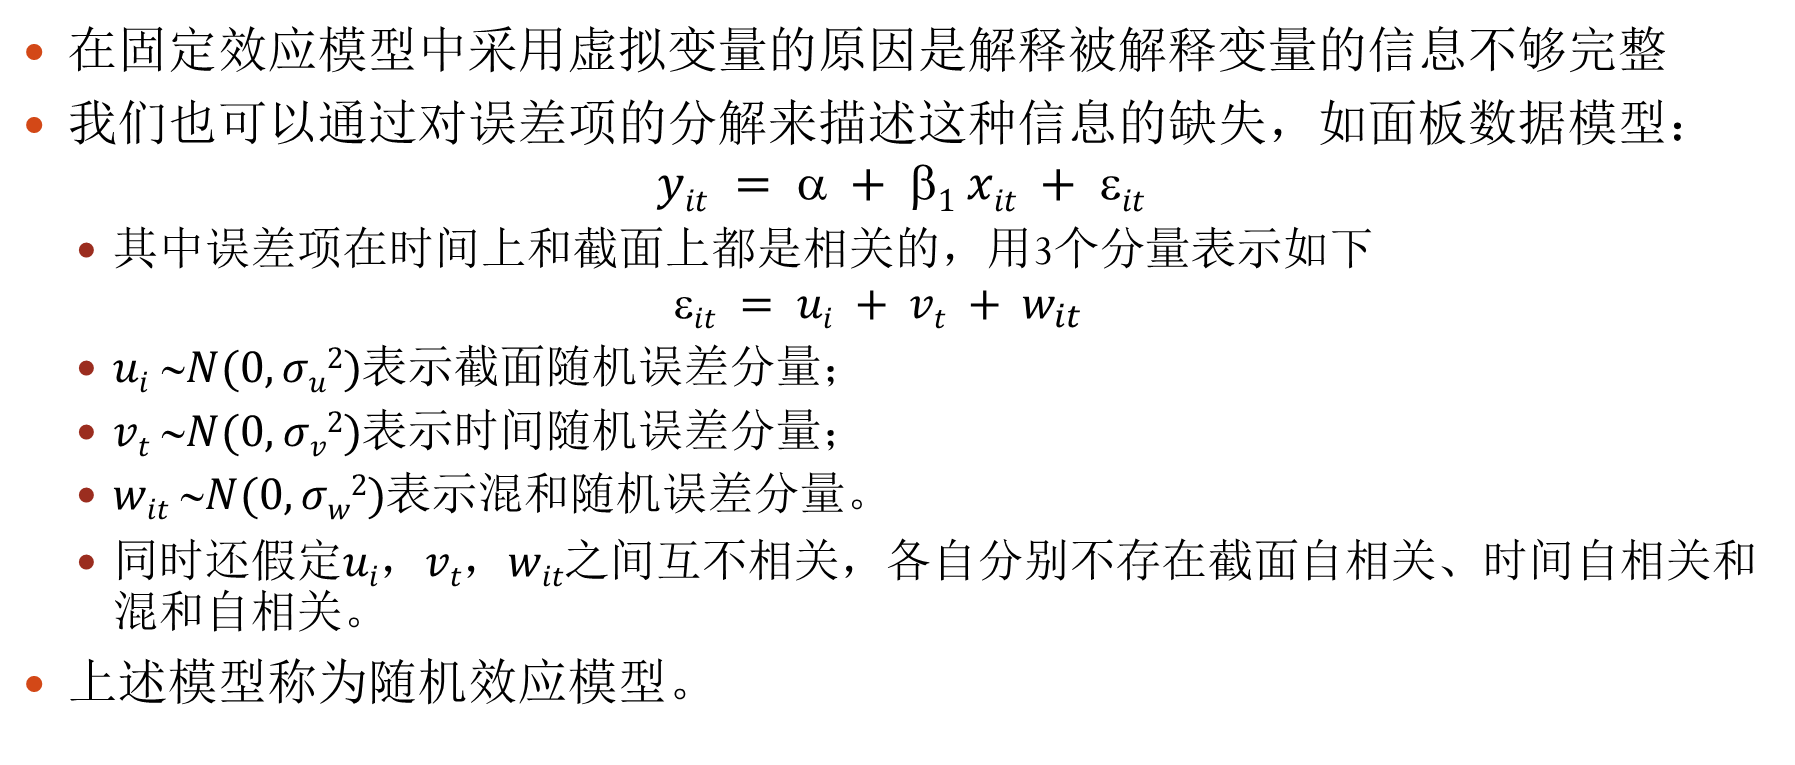 • 在固定效应模型中采用虚拟变量的原因是解释被解释变量的信息不够完整
• 我们也可以通过对误差项的分解来描述这种信息的缺失，如面板数据模型：
y_it = α + β_1 x_it + ε_it
• 其中误差项在时间上和截面上都是相关的，用3个分量表示如下
ε_it = u_i + v_t + w_it
• u_i ~N(0, σ_u²)表示截面随机误差分量；
• v_t ~N(0, σ_v²)表示时间随机误差分量；
• w_it ~N(0, σ_w²)表示混和随机误差分量。
• 同时还假定u_i，v_t，w_it之间互不相关，各自分别不存在截面自相关、时间自相关和
混和自相关。
• 上述模型称为随机效应模型。